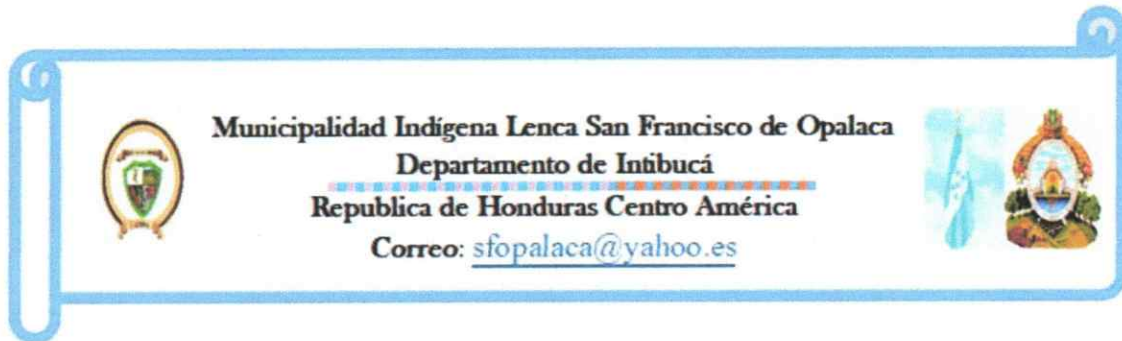 Municipalidad Indígena Lenca San Francisco de Opalaca
Departamento de Intibucá
Republica de Honduras Centro América
Correo: sfopalaca@yahoo.es